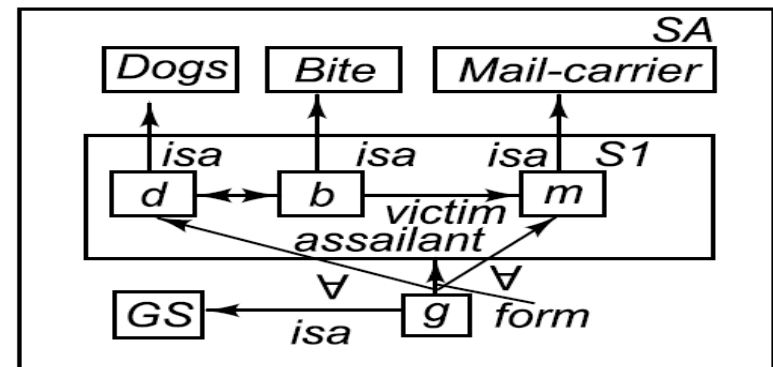 SA
Dogs Bite Mail-carrier
isa isa isa S1
d b m
victim
assailant
∀ ∀
GS g form
isa